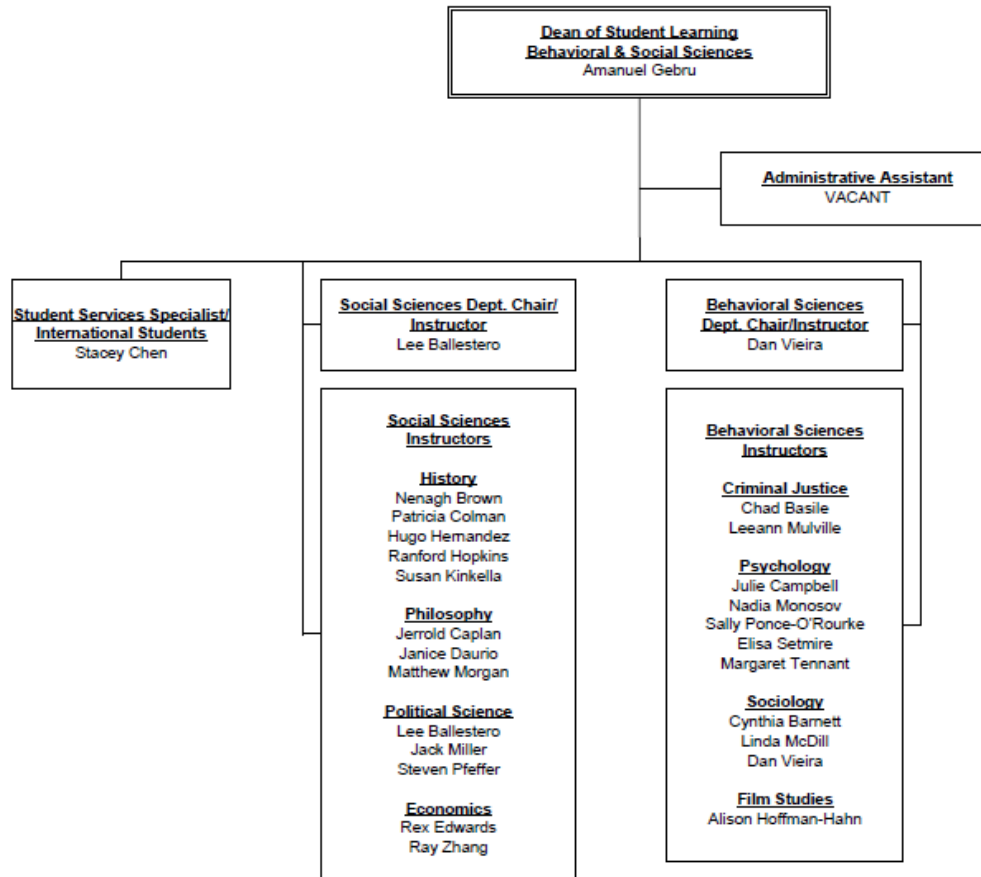 Dean of Student Learning
Behavioral & Social Sciences
Amanuel Gebru
Administrative Assistant
VACANT
Student Services Specialist/
International Students
Stacey Chen
Social Sciences Dept. Chair/
Instructor
Lee Ballestero
Behavioral Sciences
Dept. Chair/Instructor
Dan Vieira
Social Sciences
Instructors
History
Nenagh Brown
Patricia Colman
Hugo Hernandez
Ranford Hopkins
Susan Kinkella
Philosophy
Jerrold Caplan
Janice Daurio
Matthew Morgan
Political Science
Lee Ballestero
Jack Miller
Steven Pfeffer
Economics
Rex Edwards
Ray Zhang
Behavioral Sciences
Instructors
Criminal Justice
Chad Basile
Leeann Mulville
Psychology
Julie Campbell
Nadia Monosov
Sally Ponce-O'Rourke
Elisa Setmire
Margaret Tennant
Sociology
Cynthia Barnett
Linda McDill
Dan Vieira
Film Studies
Alison Hoffman-Hahn